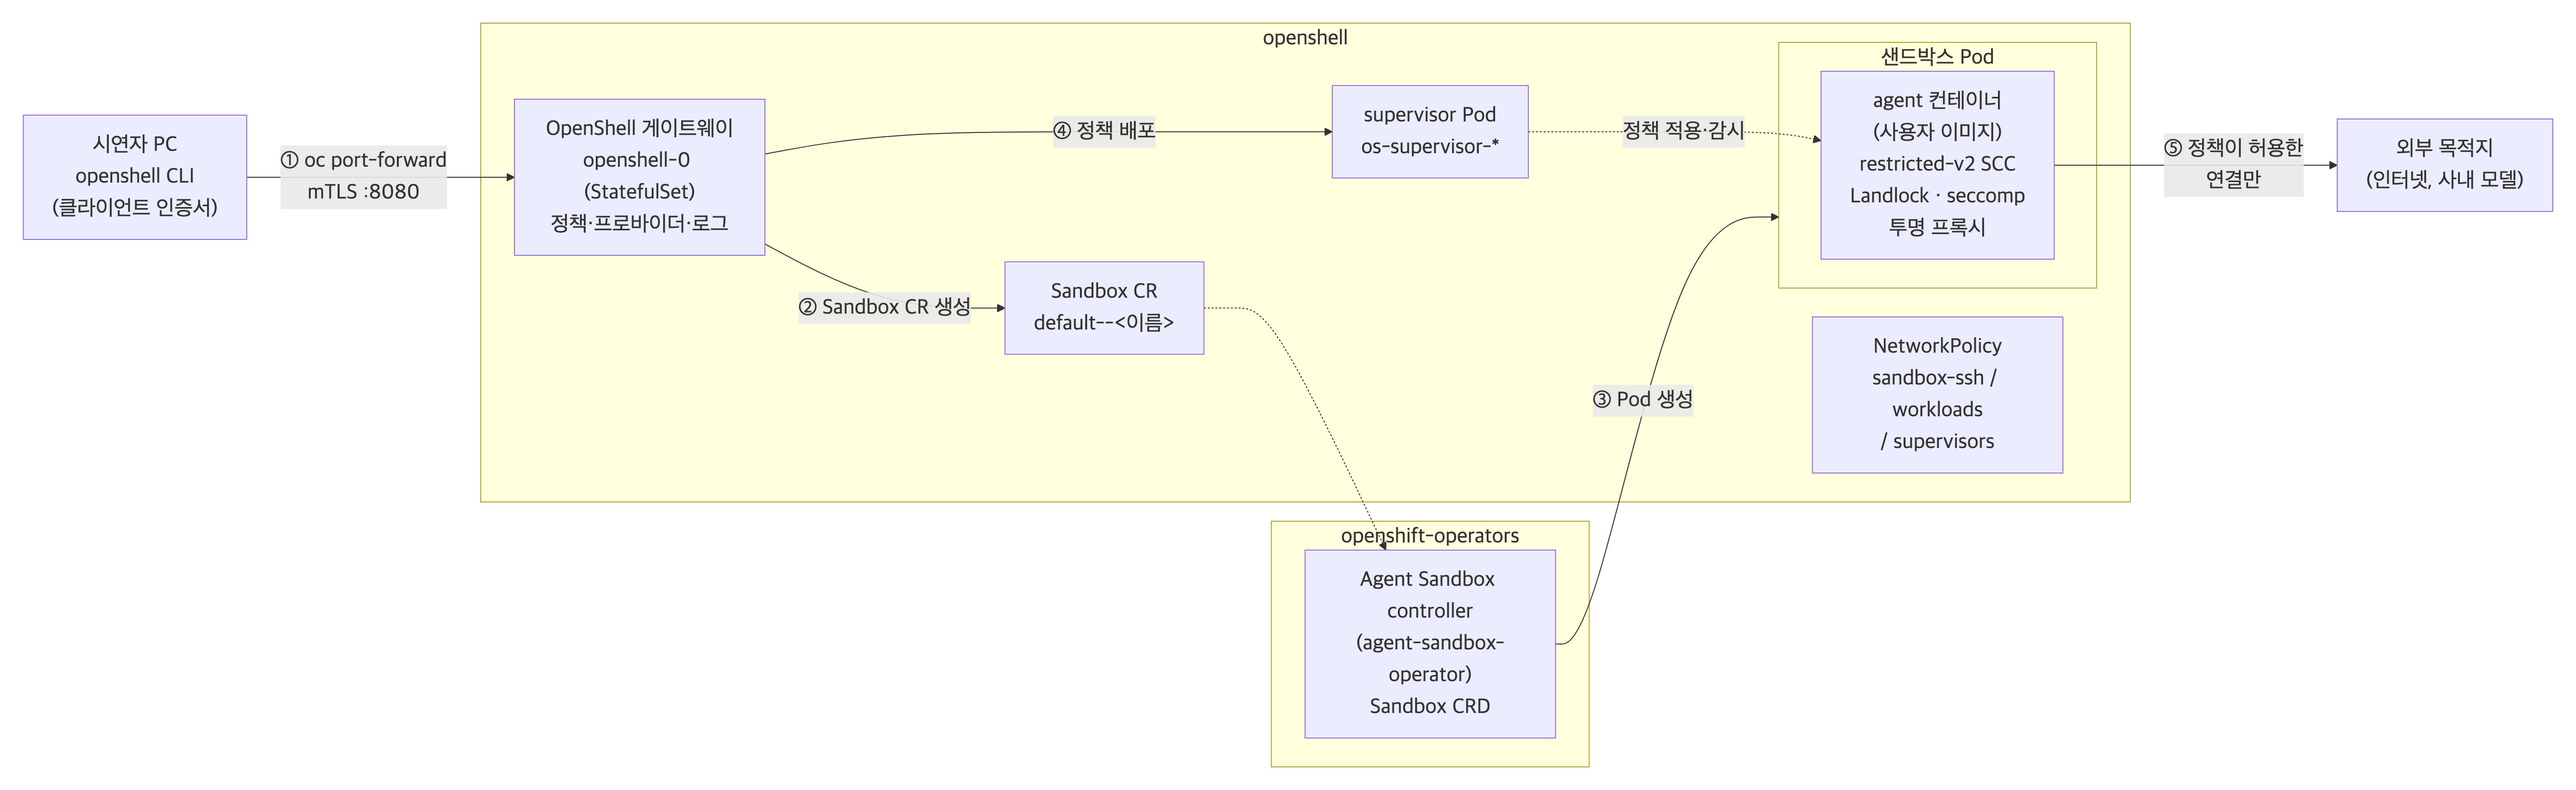 openshell
샌드박스 Pod
시연자 PC
openshell CLI
(클라이언트 인증서)
① oc port-forward
mTLS :8080
OpenShell 게이트웨이
openshell-0
(StatefulSet)
정책·프로바이더·로그
④ 정책 배포
② Sandbox CR 생성
Sandbox CR
default--<이름>
supervisor Pod
os-supervisor-*
정책 적용·감시
agent 컨테이너
(사용자 이미지)
restricted-v2 SCC
Landlock · seccomp
투명 프록시
⑤ 정책이 허용한
연결만
외부 목적지
(인터넷, 사내 모델)
③ Pod 생성
NetworkPolicy
sandbox-ssh /
workloads
/ supervisors
openshift-operators
Agent Sandbox
controller
(agent-sandbox-
operator)
Sandbox CRD